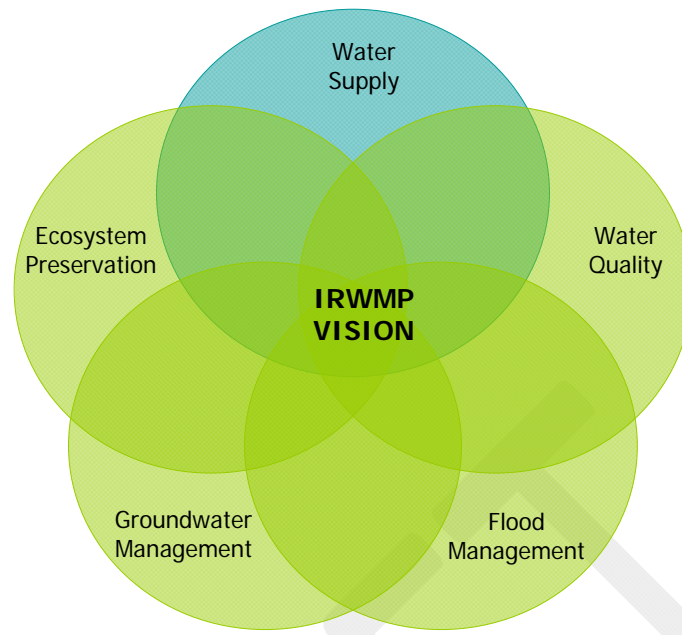 Water
Supply
Ecosystem
Preservation
Water
Quality
IRWMP
VISION
Groundwater
Management
Flood
Management